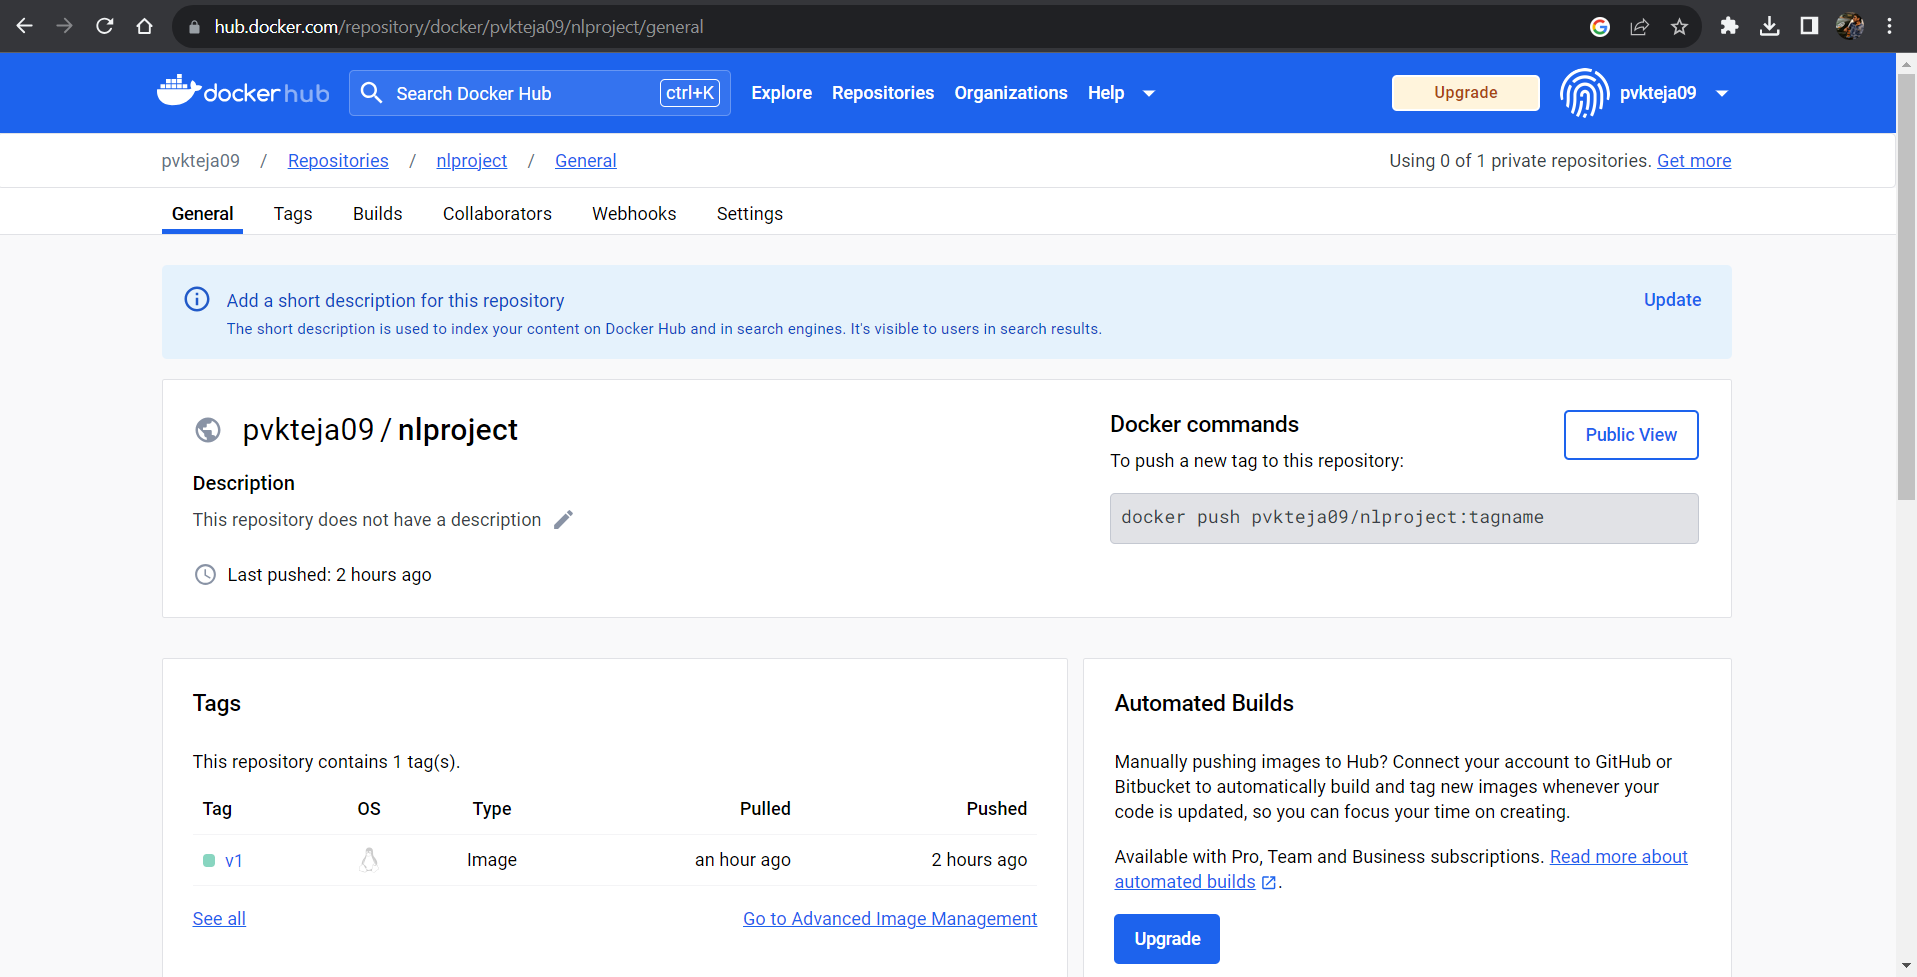 hub.docker.com/repository/docker/pvkteja09/nlproject/general
docker hub
Search Docker Hub
ctrl+K
Explore
Repositories
Organizations
Help
Upgrade
pvkteja09
pvkteja09 / Repositories / nlproject / General
Using 0 of 1 private repositories. Get more
General
Tags
Builds
Collaborators
Webhooks
Settings
Add a short description for this repository
Update
The short description is used to index your content on Docker Hub and in search engines. It's visible to users in search results.
pvkteja09 / nlproject
Description
This repository does not have a description
Last pushed: 2 hours ago
Docker commands
Public View
To push a new tag to this repository:
docker push pvkteja09/nlproject:tagname
Tags
This repository contains 1 tag(s).
Tag OS Type Pulled Pushed
v1 Image an hour ago 2 hours ago
See all
Go to Advanced Image Management
Automated Builds
Manually pushing images to Hub? Connect your account to GitHub or
Bitbucket to automatically build and tag new images whenever your
code is updated, so you can focus your time on creating.
Available with Pro, Team and Business subscriptions. Read more about
automated builds .
Upgrade